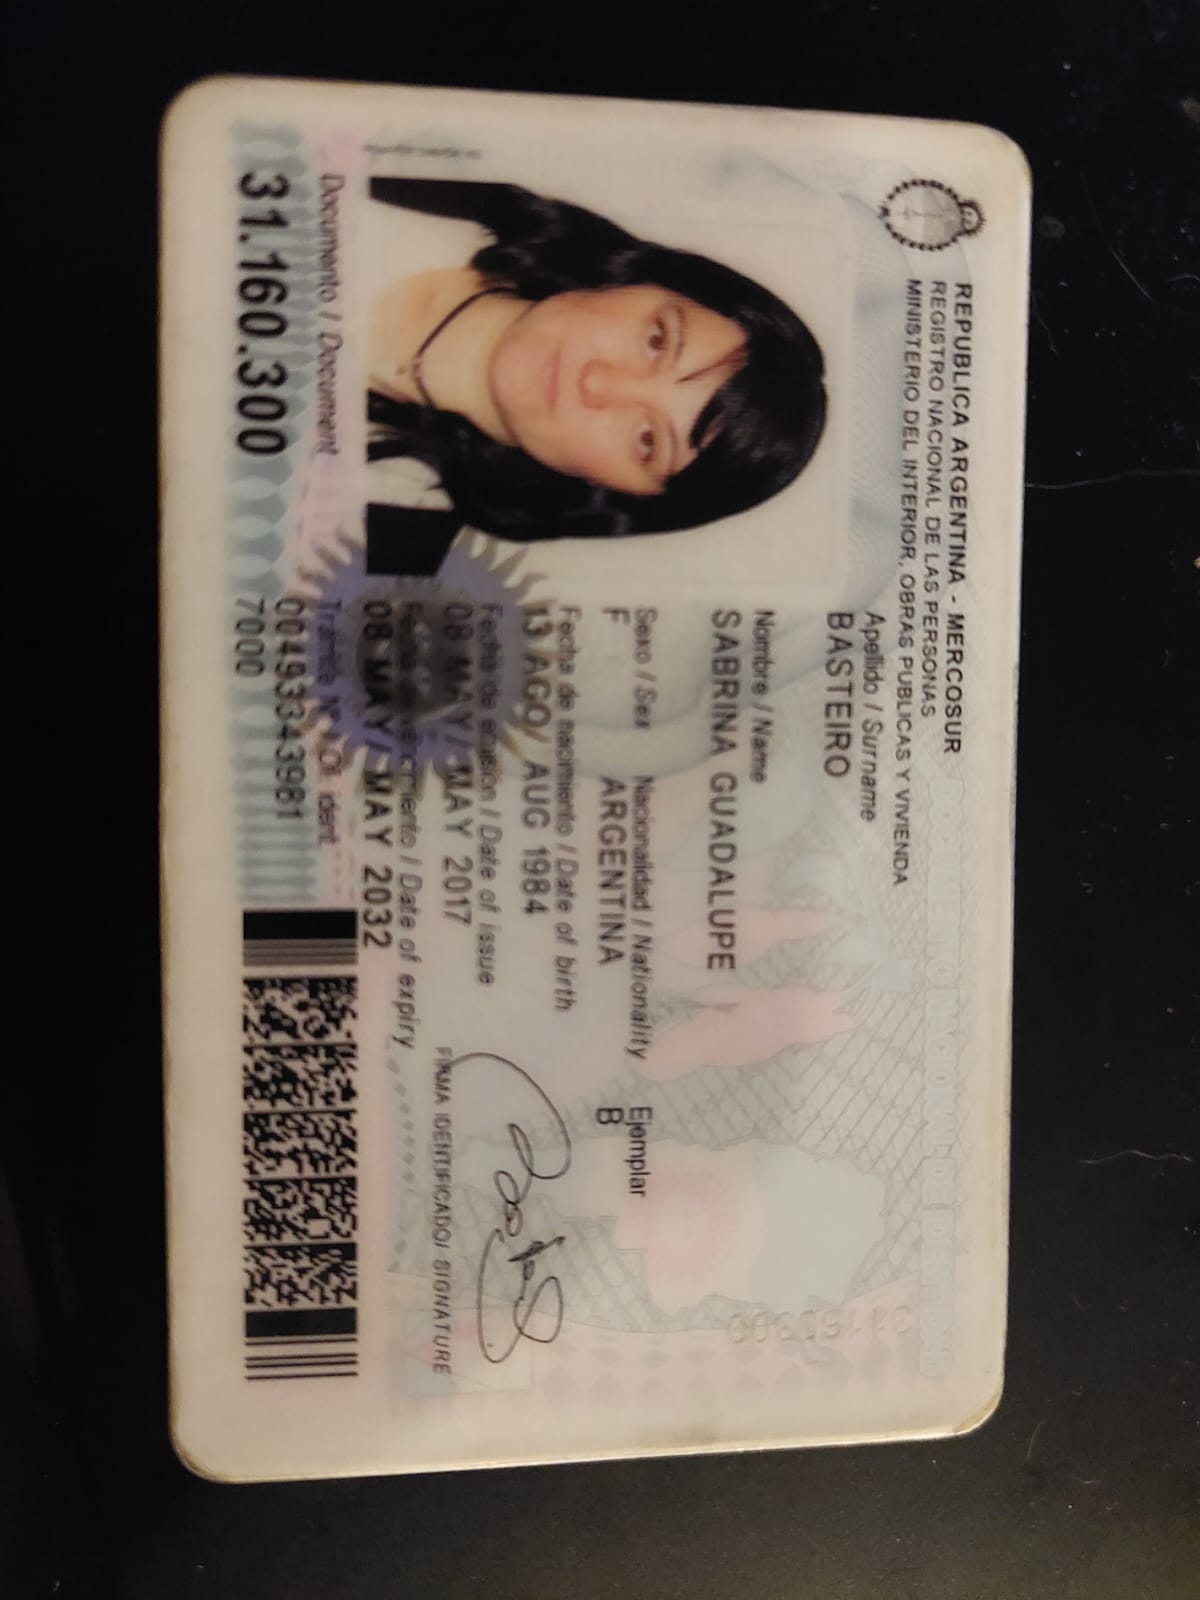 REPUBLICA ARGENTINA - MERCOSUR
REGISTRO NACIONAL DE LAS PERSONAS
MINISTERIO DEL INTERIOR, OBRAS PUBLICAS Y VIVIENDA
DOCUMENTO NACIONAL DE IDENTIDAD
Apellido / Surname
BASTEIRO
Nombre / Name
SABRINA GUADALUPE
Sexo / Sex Nacionalidad / Nationality Ejemplar
F ARGENTINA B
Fecha de nacimiento / Date of birth
13 AGO/ AUG 1984
Fecha de emisión / Date of issue
08 MAY/ MAY 2017
FIRMA IDENTIFICADO/ SIGNATURE
Fecha de vencimiento / Date of expiry
08 MAY/ MAY 2032
Documento / Document
31.160.300
Trámite Nº / Of. ident.
00493343981
7000
31160300